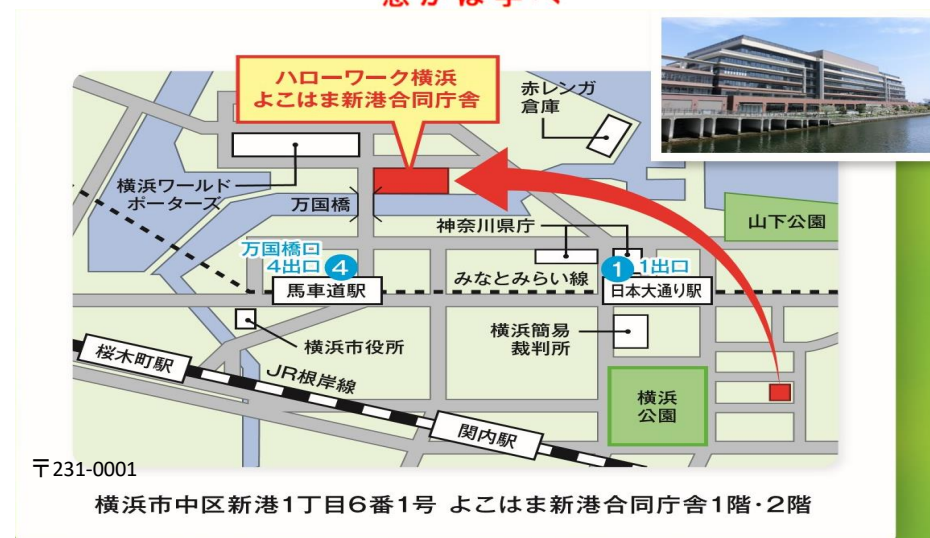 ハローワーク横浜
よこはま新港合同庁舎
赤レンガ
倉庫
横浜ワールド
ポーターズ
万国橋
神奈川県庁
山下公園
万国橋口
4出口 4
馬車道駅
みなとみらい線
1 1出口
日本大通り駅
横浜市役所
横浜簡易
裁判所
桜木町駅
JR根岸線
横浜
公園
関内駅
〒231-0001
横浜市中区新港1丁目6番1号 よこはま新港合同庁舎1階・2階